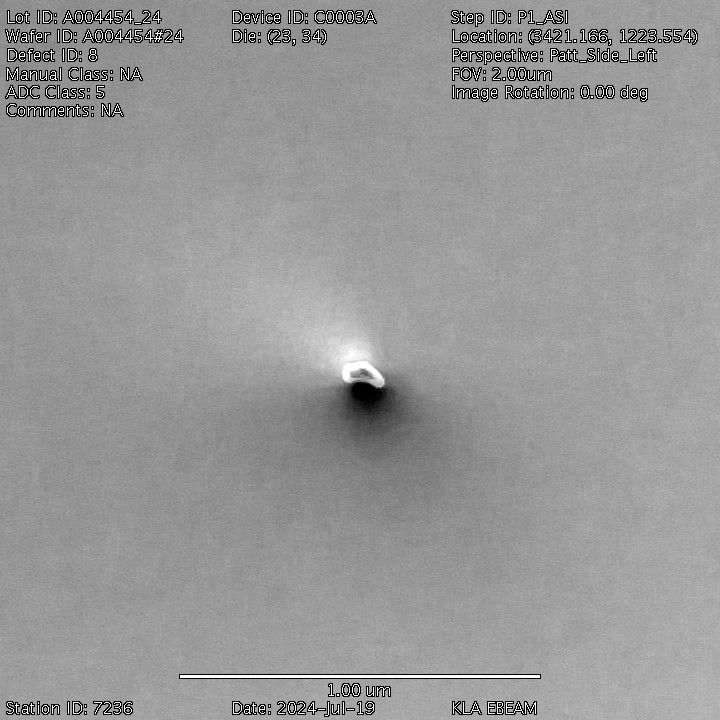 Lot ID: A004454_24
Wafer ID: A004454#24
Defect ID: 8
Manual Class: NA
ADC Class: 5
Comments: NA
Device ID: C0003A
Die: (23, 34)
Step ID: P1_ASI
Location: (3421.166, 1223.554)
Perspective: Patt_Side_Left
FOV: 2.00um
Image Rotation: 0.00 deg
1.00 um
Station ID: 7236
Date: 2024-Jul-19
KLA EBEAM